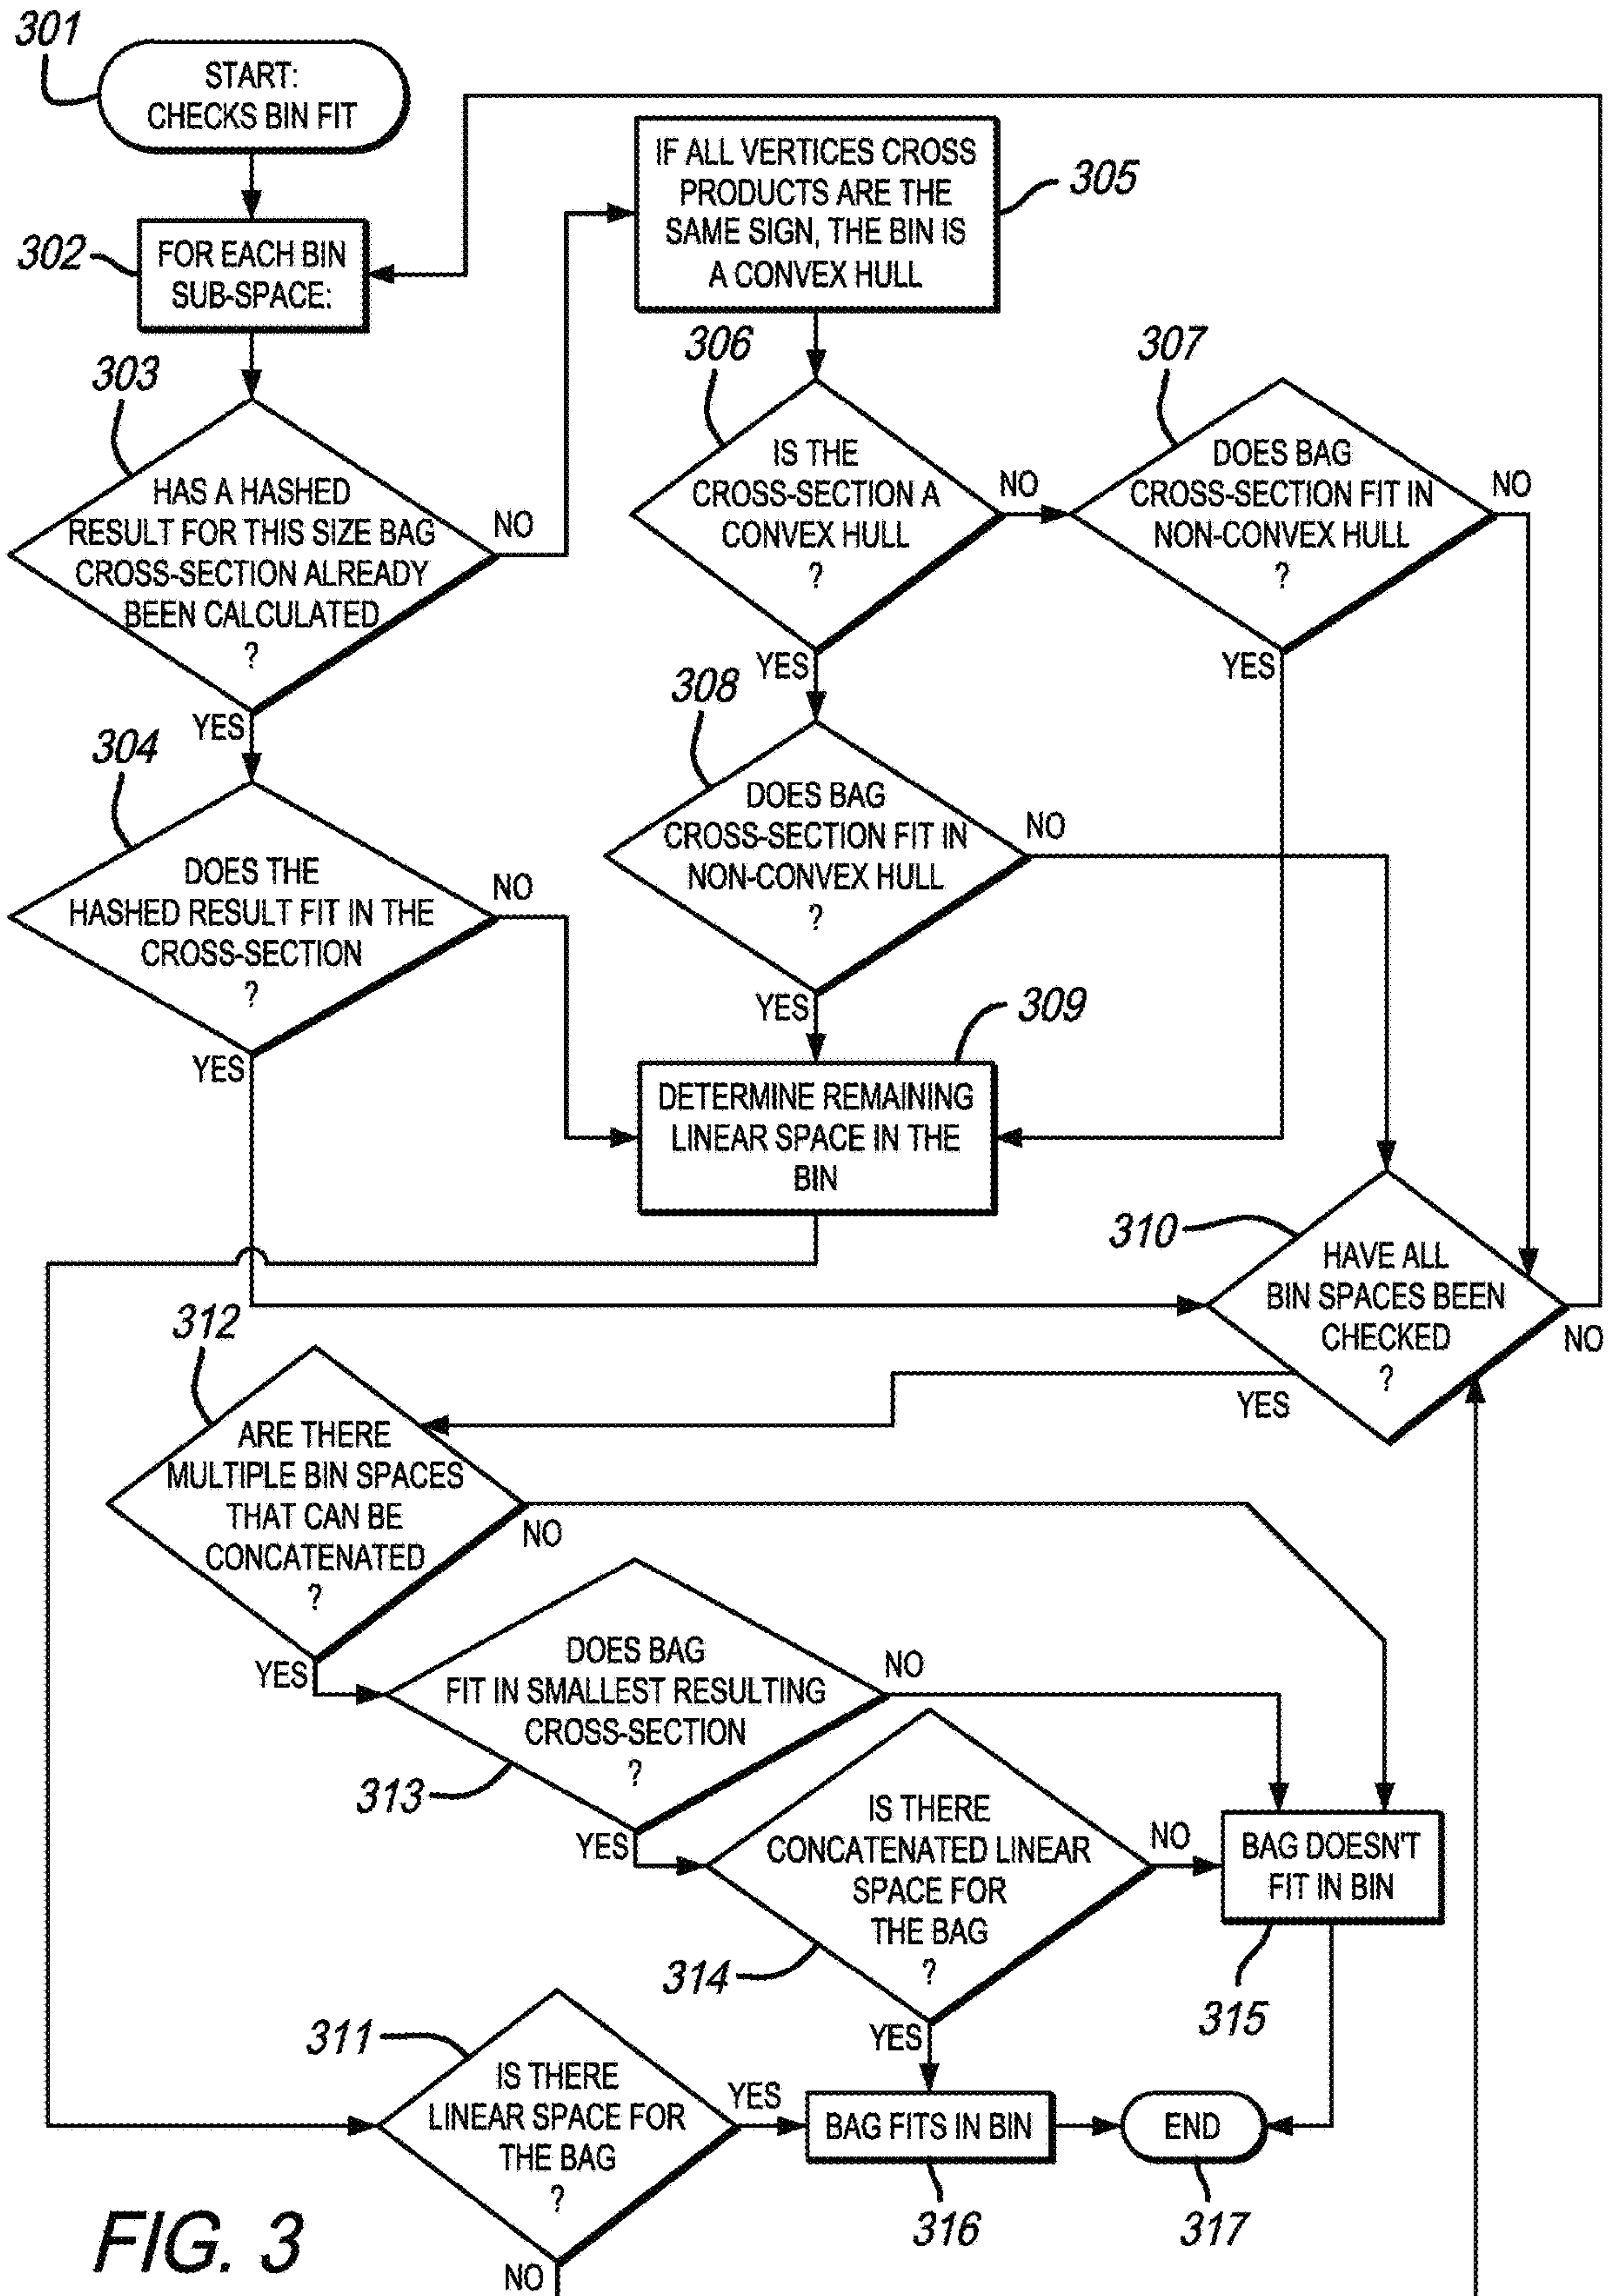 301
START:
CHECKS BIN FIT
302
FOR EACH BIN
SUB-SPACE:
303
HAS A HASHED
RESULT FOR THIS SIZE BAG
CROSS-SECTION ALREADY
BEEN CALCULATED
?
NO
YES
304
DOES THE
HASHED RESULT FIT IN THE
CROSS-SECTION
?
NO
YES
IF ALL VERTICES CROSS
PRODUCTS ARE THE
SAME SIGN, THE BIN IS
A CONVEX HULL
305
306
IS THE
CROSS-SECTION A
CONVEX HULL
?
NO
YES
307
DOES BAG
CROSS-SECTION FIT IN
NON-CONVEX HULL
?
NO
YES
308
DOES BAG
CROSS-SECTION FIT IN
NON-CONVEX HULL
?
NO
YES
309
DETERMINE REMAINING
LINEAR SPACE IN THE
BIN
310
HAVE ALL
BIN SPACES BEEN
CHECKED
?
NO
YES
312
ARE THERE
MULTIPLE BIN SPACES
THAT CAN BE
CONCATENATED
?
NO
YES
DOES BAG
FIT IN SMALLEST RESULTING
CROSS-SECTION
?
313
NO
YES
IS THERE
CONCATENATED LINEAR
SPACE FOR
THE BAG
?
314
NO
YES
BAG DOESN'T
FIT IN BIN
315
311
IS THERE
LINEAR SPACE FOR
THE BAG
?
YES
NO
BAG FITS IN BIN
316
END
317
FIG. 3